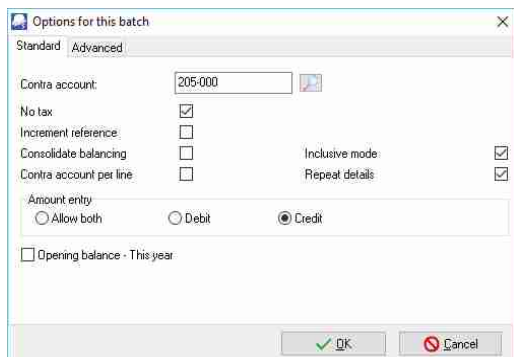 Options for this batch
Standard Advanced
Contra account: 205-000
No tax
Increment reference
Consolidate balancing Inclusive mode
Contra account per line Repeat details
Amount entry
Allow both Debit Credit
Opening balance - This year
OK Cancel